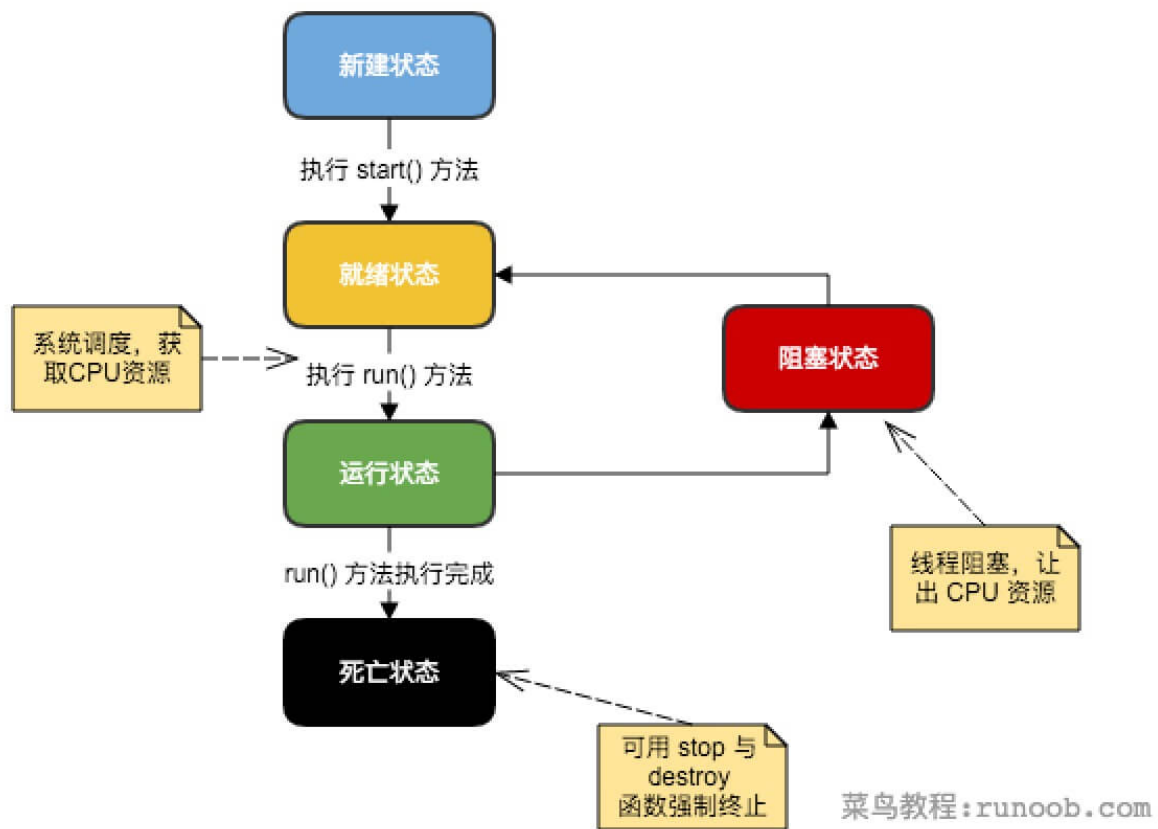 新建状态
执行 start() 方法
就绪状态
系统调度，获
取CPU资源
阻塞状态
执行 run() 方法
运行状态
线程阻塞，让
出 CPU 资源
run() 方法执行完成
死亡状态
可用 stop 与
destroy
函数强制终止
菜鸟教程:runoob.com